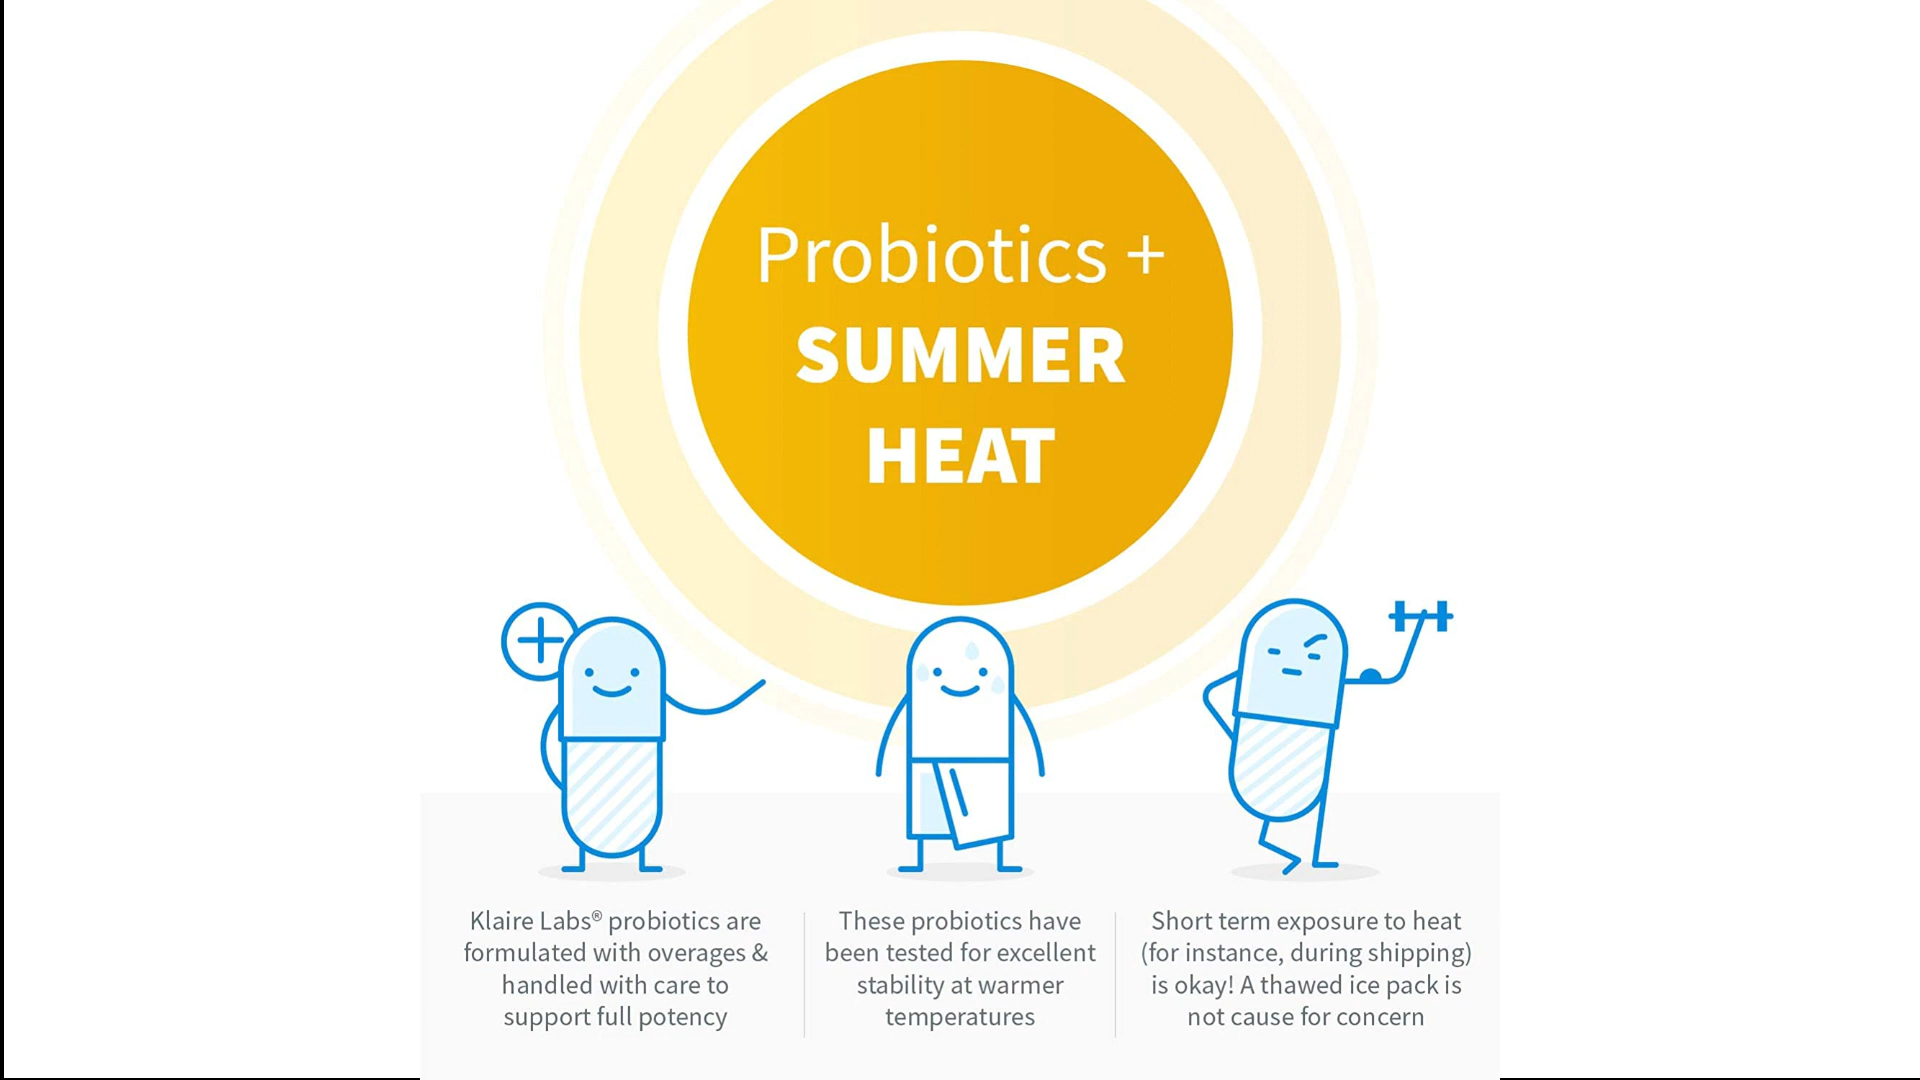 Probiotics +
SUMMER
HEAT
Klaire Labs® probiotics are
formulated with overages &
handled with care to
support full potency
These probiotics have
been tested for excellent
stability at warmer
temperatures
Short term exposure to heat
(for instance, during shipping)
is okay! A thawed ice pack is
not cause for concern